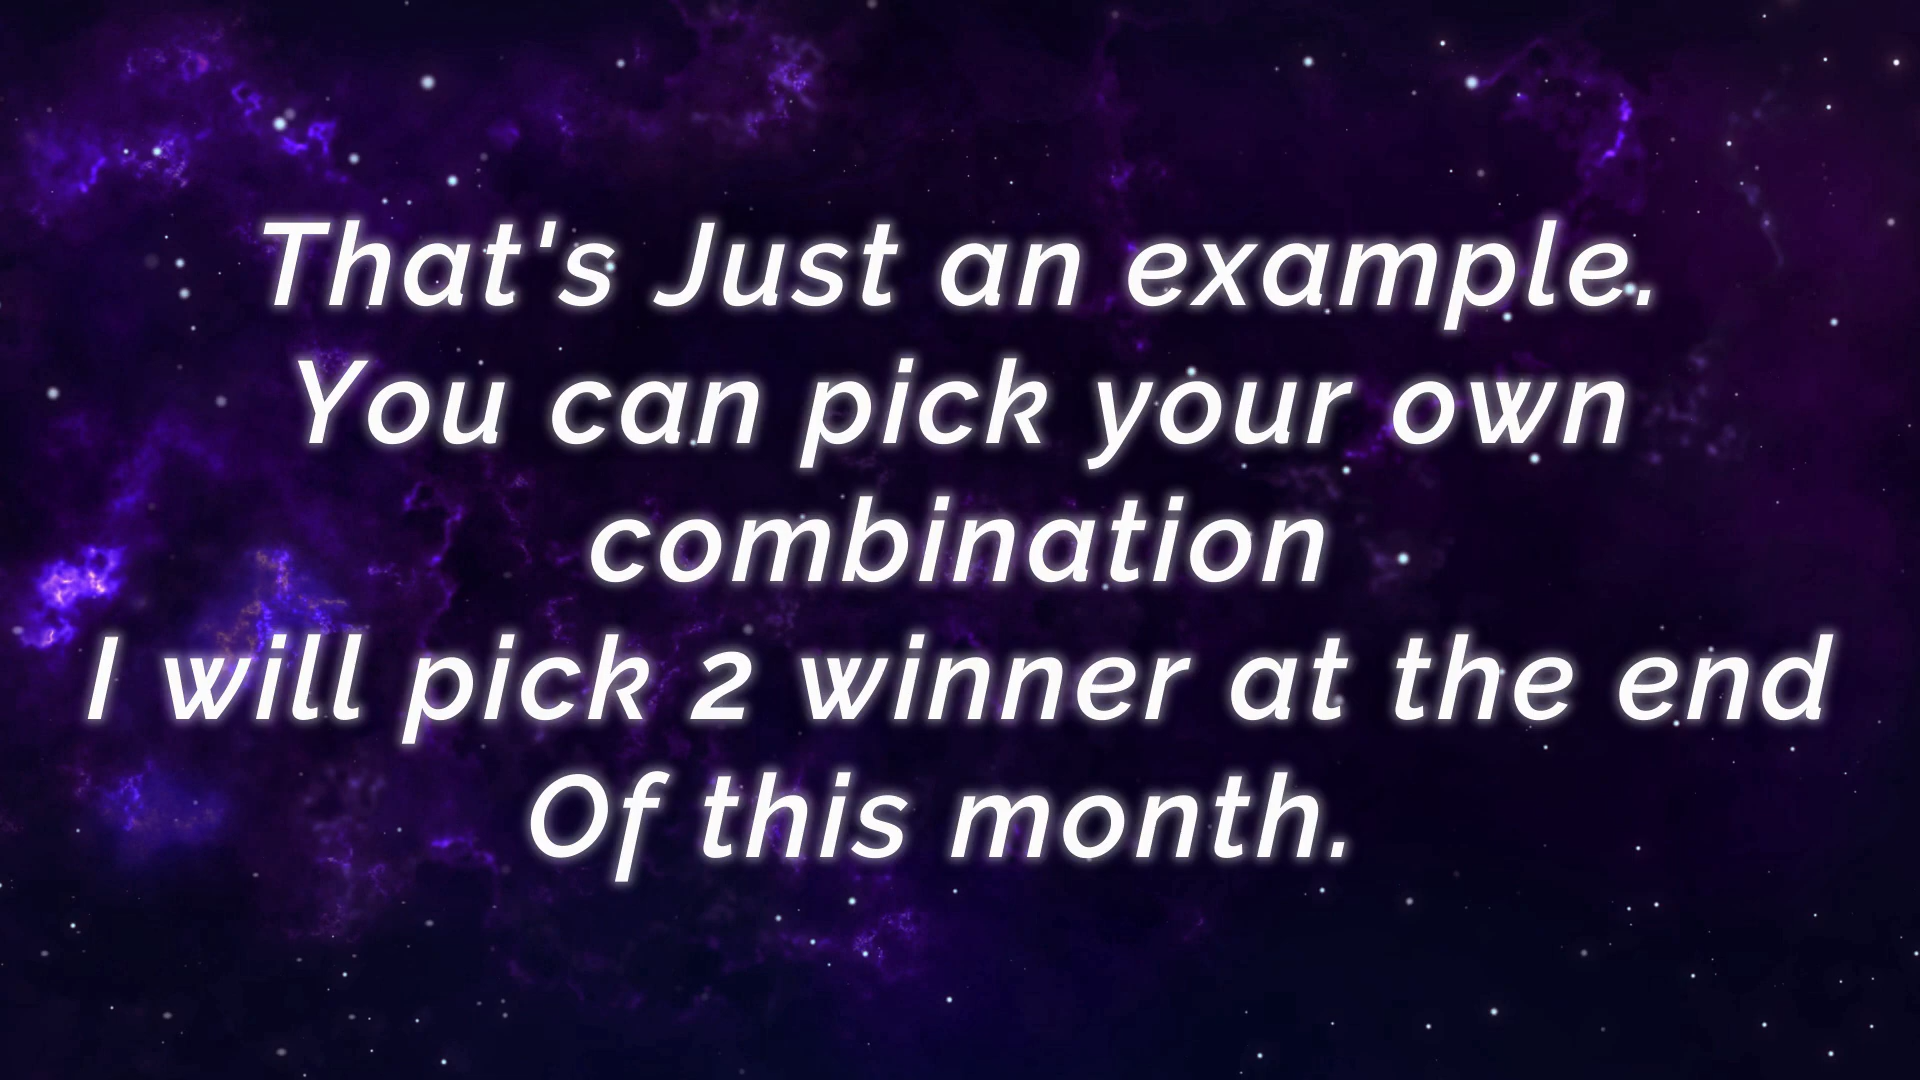 That's Just an example.
You can pick your own
combination
I will pick 2 winner at the end
Of this month.